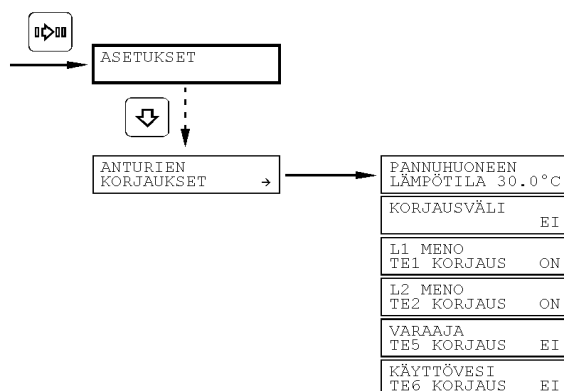 ASETUKSET
ANTURIEN
KORJAUKSET →
PANNUHUONEEN
LÄMPÖTILA 30.0°C
KORJAUSVÄLI
EI
L1 MENO
TE1 KORJAUS ON
L2 MENO
TE2 KORJAUS ON
VARAAJA
TE5 KORJAUS EI
KÄYTTÖVESI
TE6 KORJAUS EI